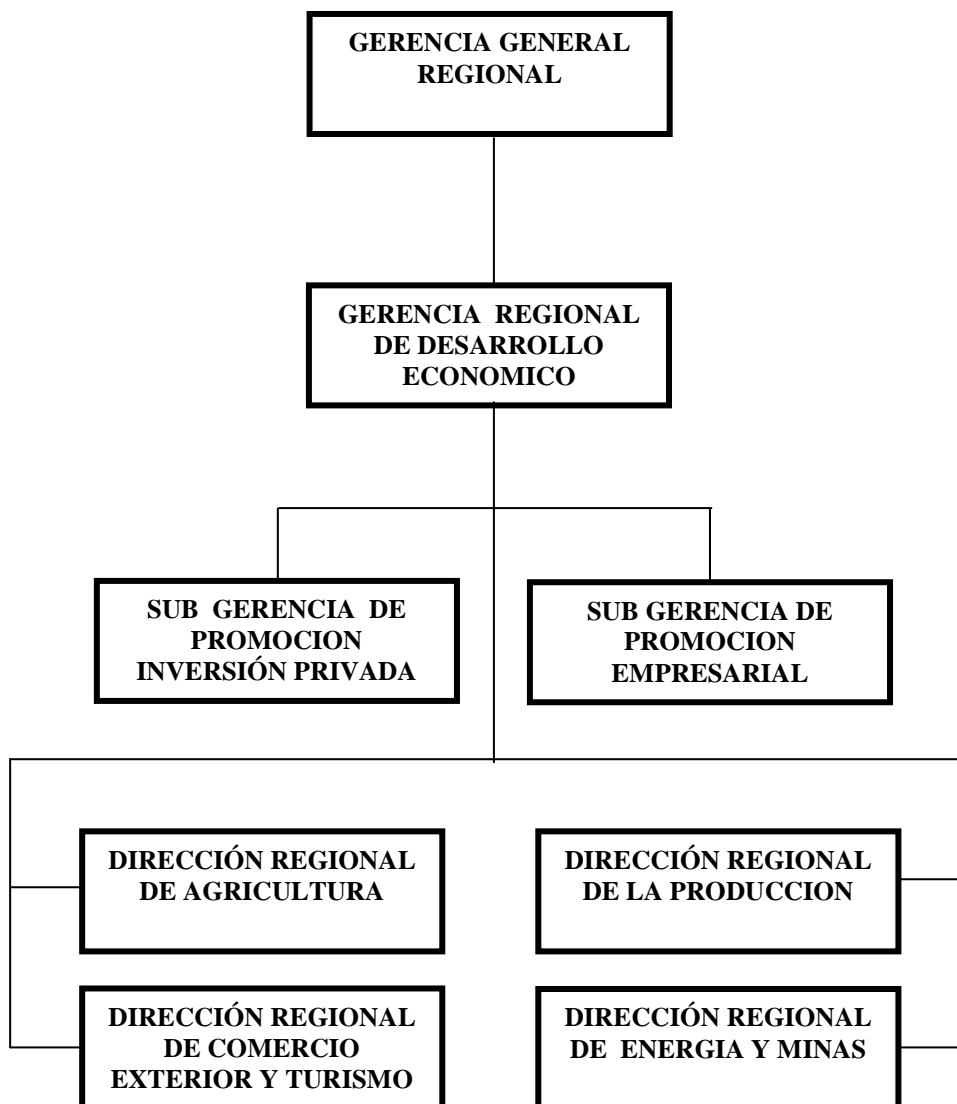 GERENCIA GENERAL
REGIONAL
GERENCIA REGIONAL
DE DESARROLLO
ECONOMICO
SUB GERENCIA DE
PROMOCION
INVERSIÓN PRIVADA
SUB GERENCIA DE
PROMOCION
EMPRESARIAL
DIRECCIÓN REGIONAL
DE AGRICULTURA
DIRECCIÓN REGIONAL
DE LA PRODUCCION
DIRECCIÓN REGIONAL
DE COMERCIO
EXTERIOR Y TURISMO
DIRECCIÓN REGIONAL
DE ENERGIA Y MINAS